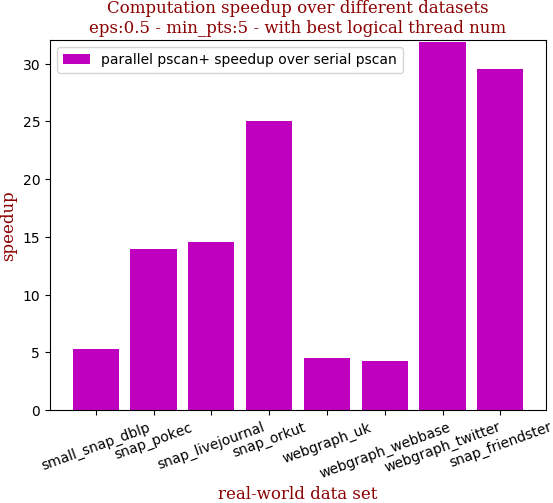 Computation speedup over different datasets
eps:0.5 - min_pts:5 - with best logical thread num
parallel pscan+ speedup over serial pscan
speedup
30
25
20
15
10
5
0
small_snap_dblp
snap_pokec
snap_livejournal
snap_orkut
webgraph_uk
webgraph_webbase
webgraph_twitter
snap_friendster
real-world data set